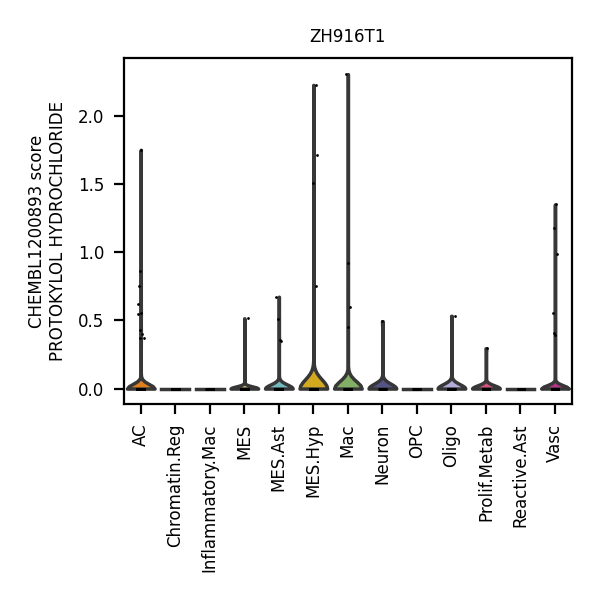 ZH916T1
CHEMBL1200893 score
PROTOKYLOL HYDROCHLORIDE
2.0
1.5
1.0
0.5
0.0
AC
Chromatin.Reg
Inflammatory.Mac
MES
MES.Ast
MES.Hyp
Mac
Neuron
OPC
Oligo
Prolif.Metab
Reactive.Ast
Vasc